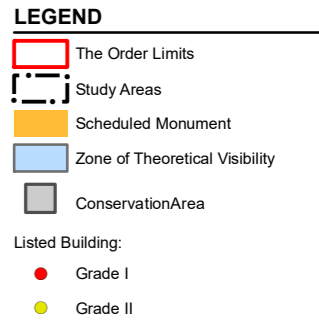 LEGEND
The Order Limits
Study Areas
Scheduled Monument
Zone of Theoretical Visibility
ConservationArea
Listed Building:
Grade I
Grade II